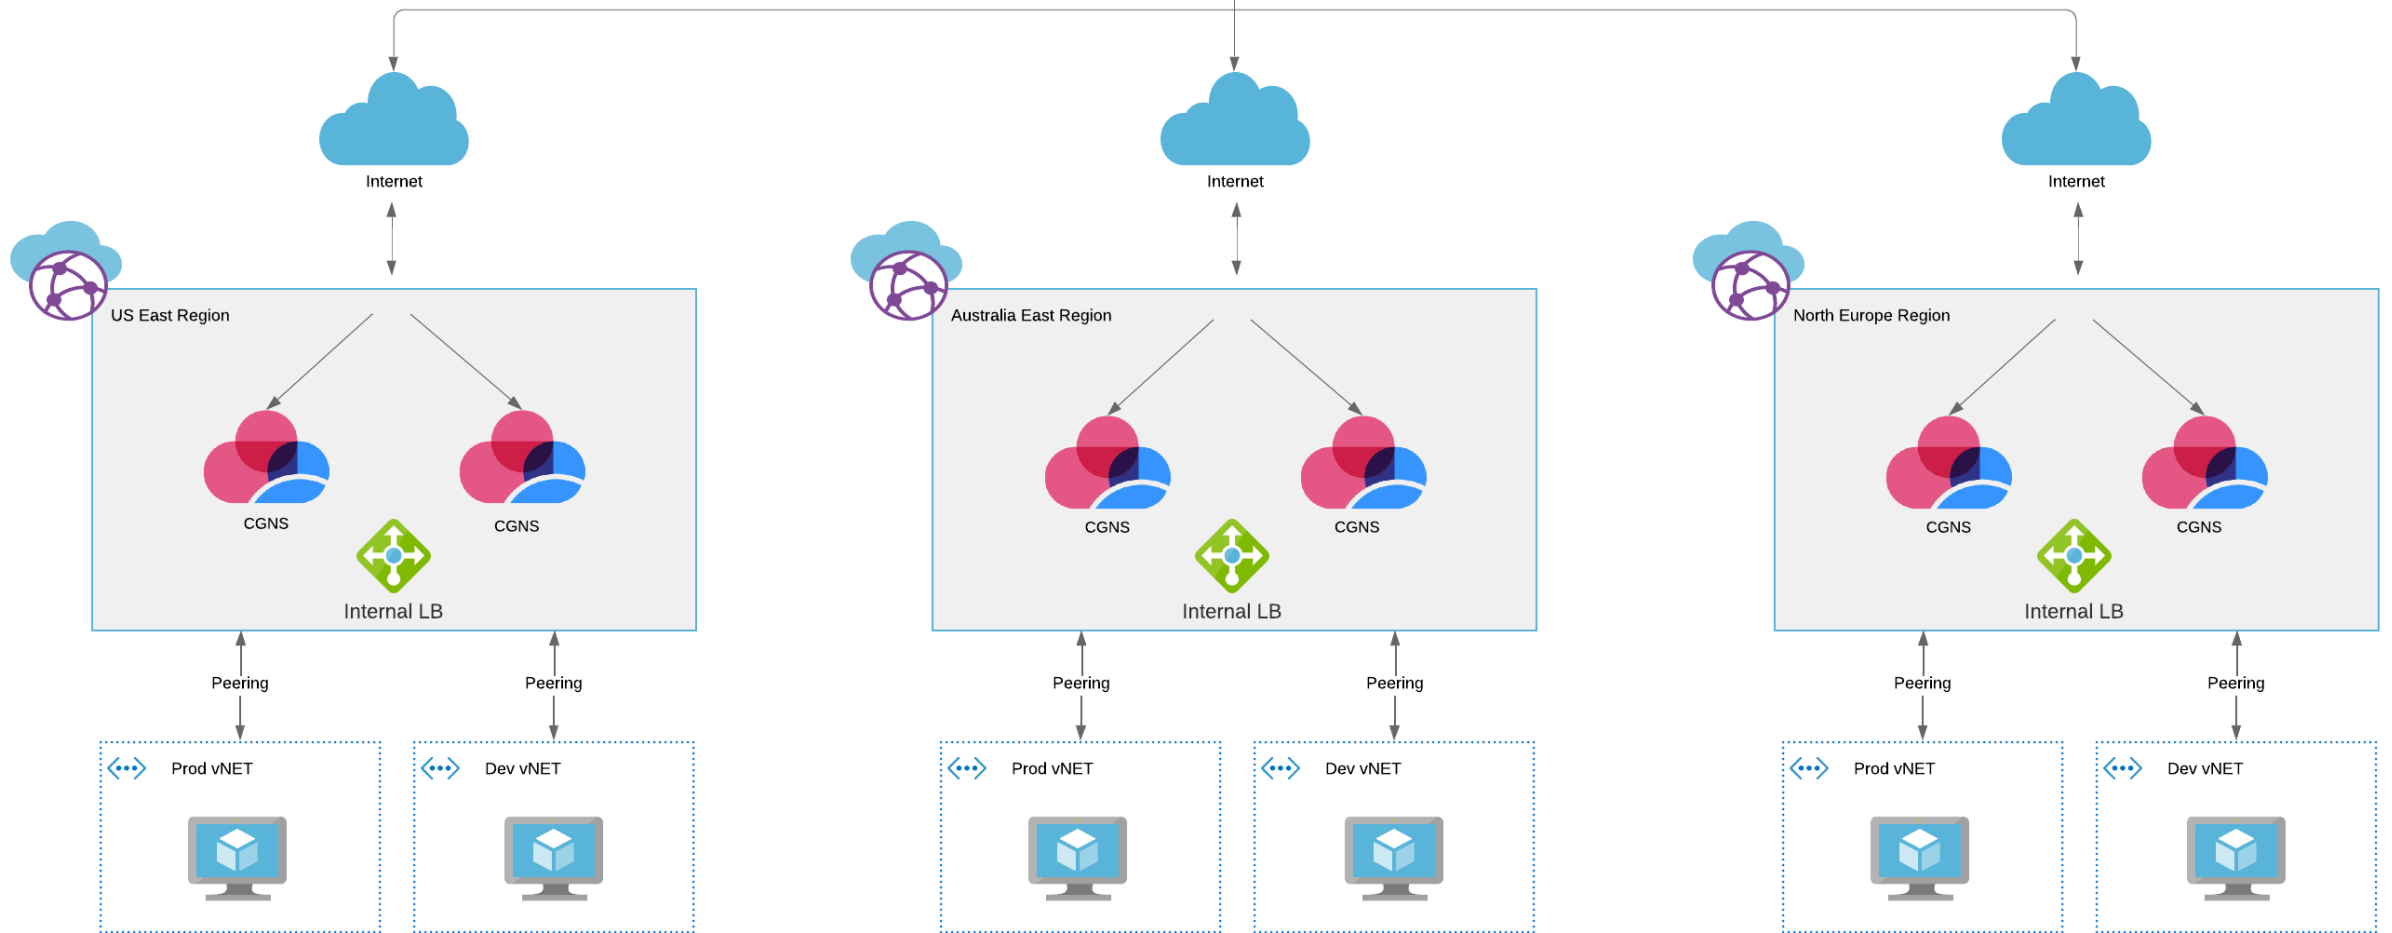 Internet
Internet
Internet
US East Region
Australia East Region
North Europe Region
CGNS
CGNS
CGNS
CGNS
CGNS
CGNS
Internal LB
Internal LB
Internal LB
Peering
Peering
Peering
Peering
Peering
Peering
Prod vNET
Dev vNET
Prod vNET
Dev vNET
Prod vNET
Dev vNET